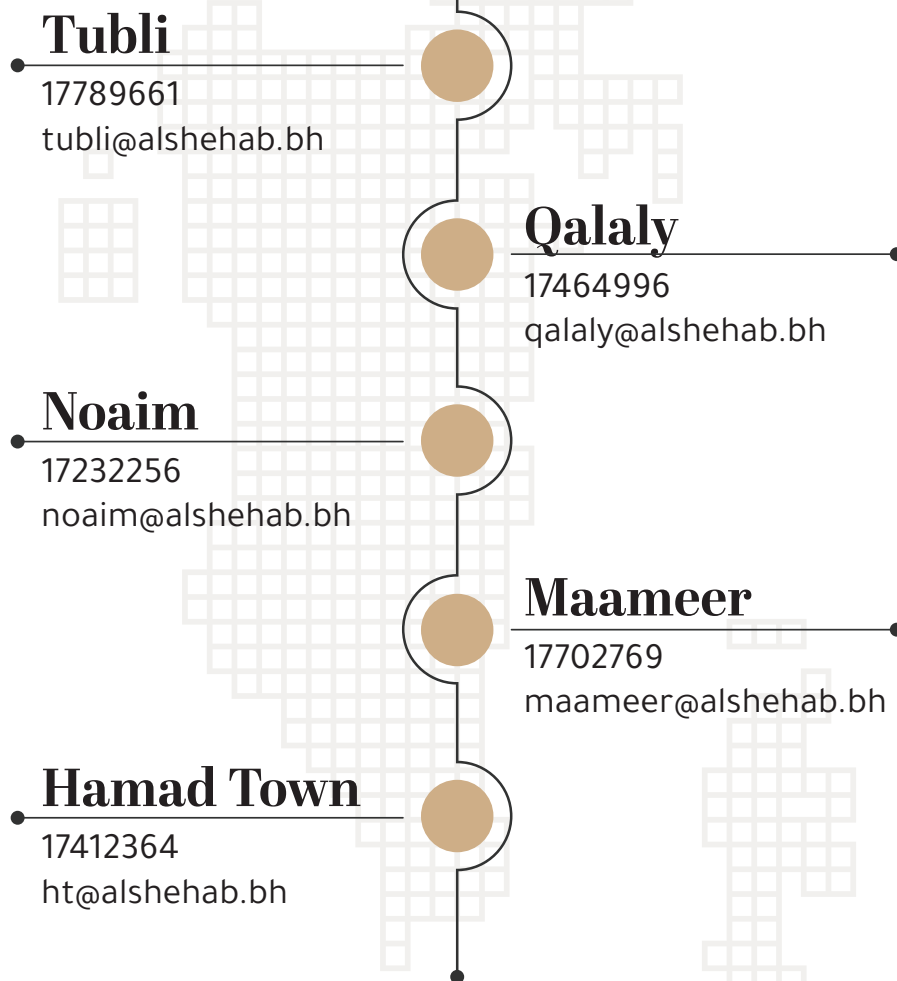 Tubli
17789661
tubli@alshehab.bh
Qalaly
17464996
qalaly@alshehab.bh
Noaim
17232256
noaim@alshehab.bh
Maameer
17702769
maameer@alshehab.bh
Hamad Town
17412364
ht@alshehab.bh